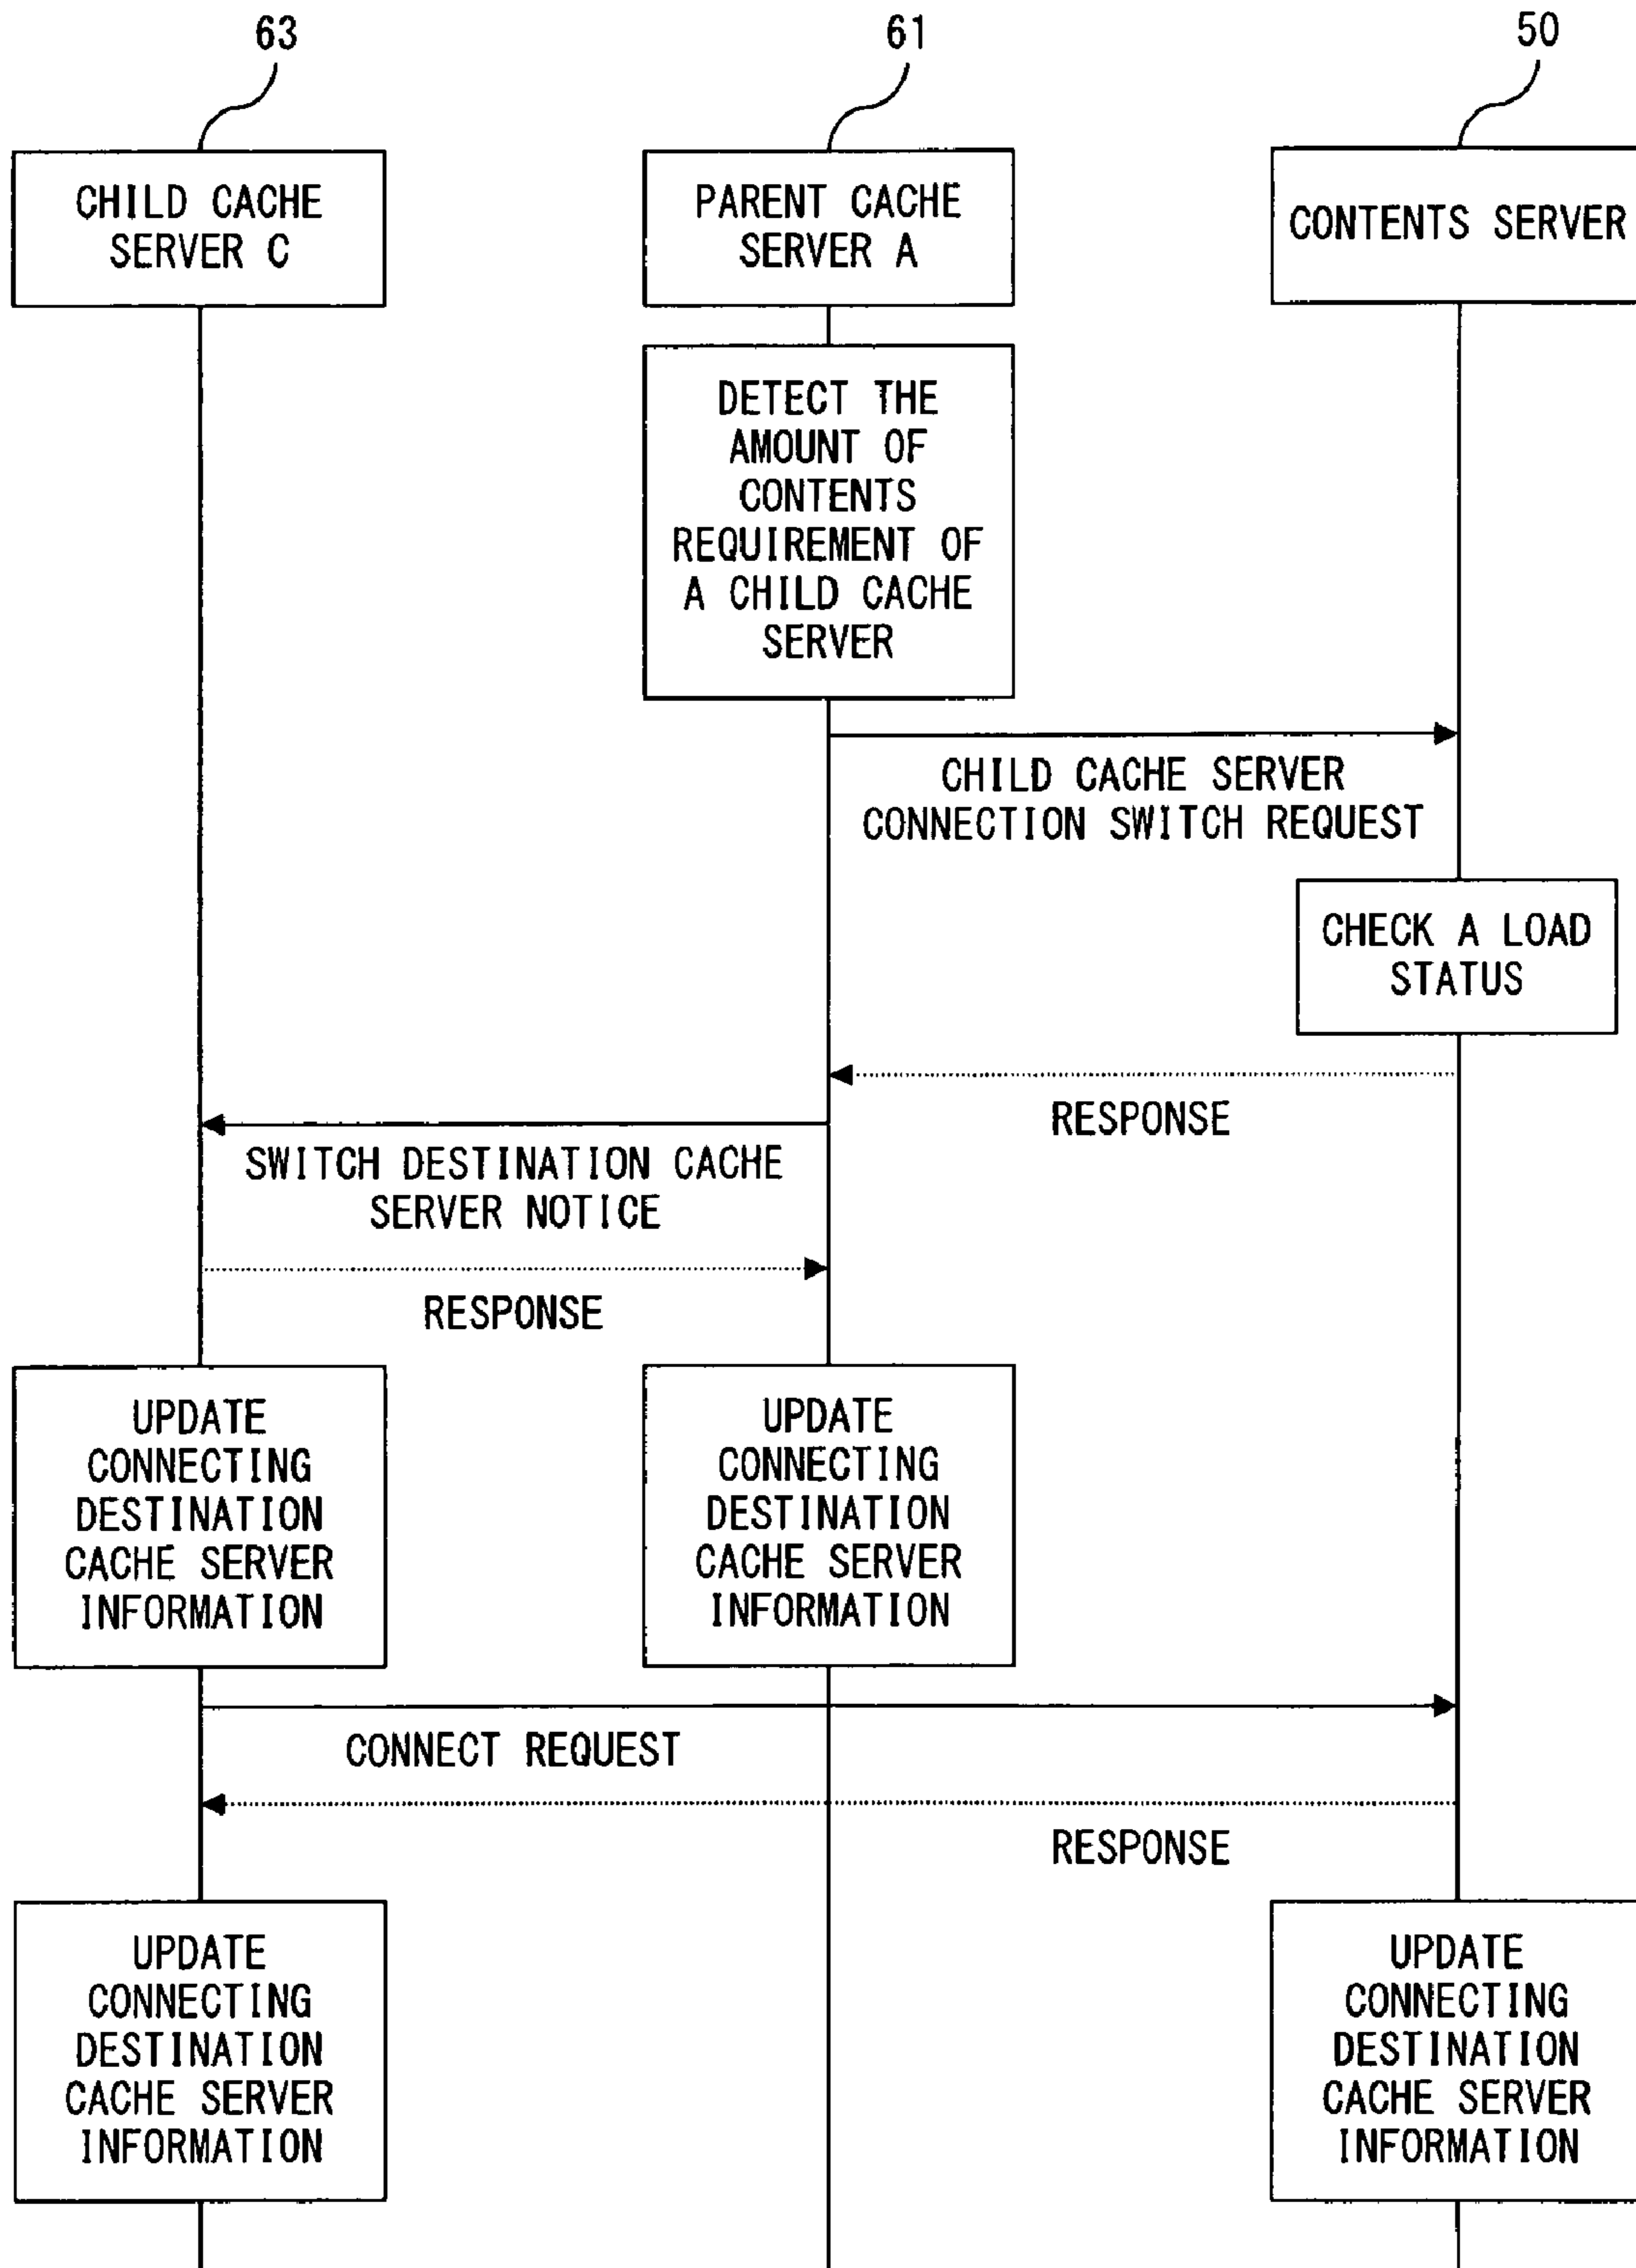 63
61
50
CHILD CACHE
SERVER C
PARENT CACHE
SERVER A
CONTENTS SERVER
DETECT THE
AMOUNT OF
CONTENTS
REQUIREMENT OF
A CHILD CACHE
SERVER
CHILD CACHE SERVER
CONNECTION SWITCH REQUEST
CHECK A LOAD
STATUS
RESPONSE
SWITCH DESTINATION CACHE
SERVER NOTICE
RESPONSE
UPDATE
CONNECTING
DESTINATION
CACHE SERVER
INFORMATION
UPDATE
CONNECTING
DESTINATION
CACHE SERVER
INFORMATION
CONNECT REQUEST
RESPONSE
UPDATE
CONNECTING
DESTINATION
CACHE SERVER
INFORMATION
UPDATE
CONNECTING
DESTINATION
CACHE SERVER
INFORMATION